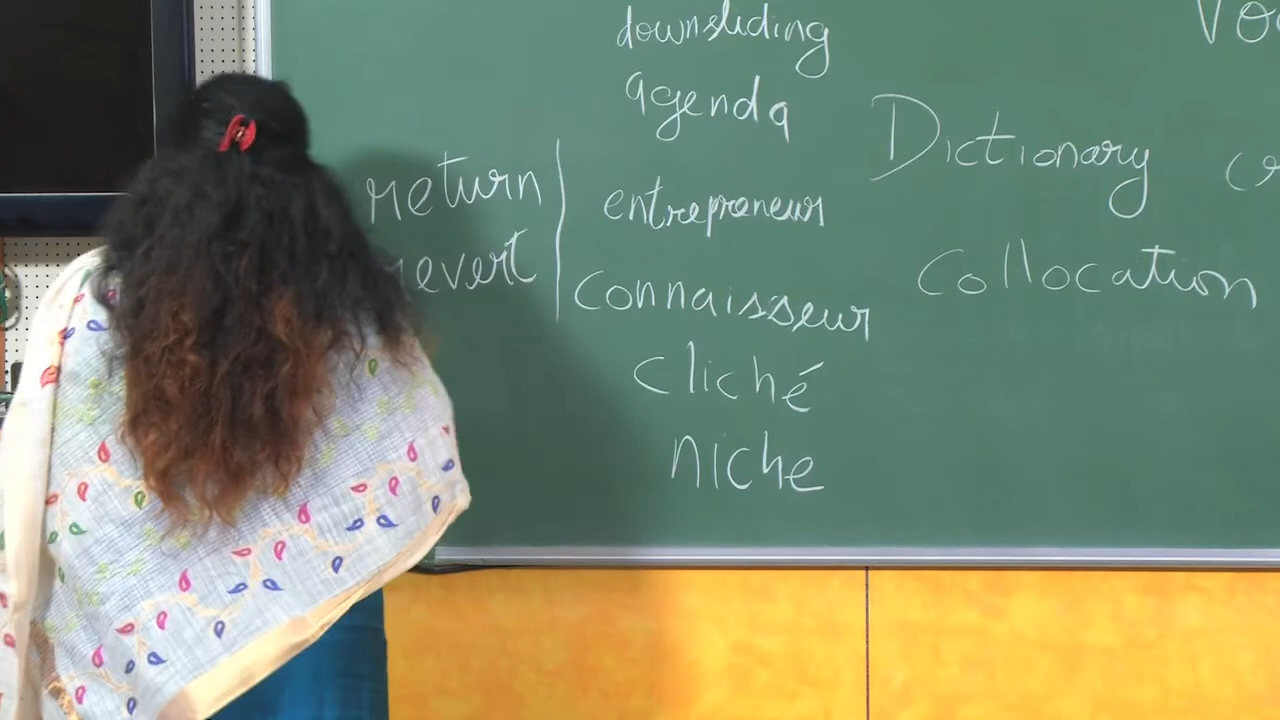 downsliding
agenda
return
revert
entrepreneur
connaisseur
cliché
niche
Dictionary
Collocation